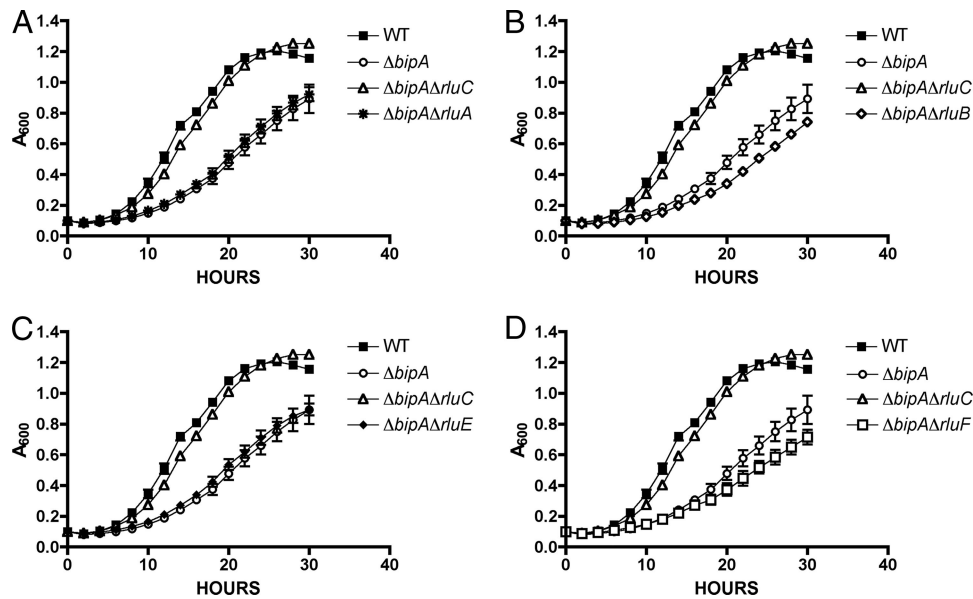 A
1.4
1.2
1.0
0.8
0.6
0.4
0.2
0.0
A600
0 10 20 30 40
HOURS
WT
ΔbipA
ΔbipAΔrluC
ΔbipAΔrluA
B
1.4
1.2
1.0
0.8
0.6
0.4
0.2
0.0
A600
0 10 20 30 40
HOURS
WT
ΔbipA
ΔbipAΔrluC
ΔbipAΔrluB
C
1.4
1.2
1.0
0.8
0.6
0.4
0.2
0.0
A600
0 10 20 30 40
HOURS
WT
ΔbipA
ΔbipAΔrluC
ΔbipAΔrluE
D
1.4
1.2
1.0
0.8
0.6
0.4
0.2
0.0
A600
0 10 20 30 40
HOURS
WT
ΔbipA
ΔbipAΔrluC
ΔbipAΔrluF